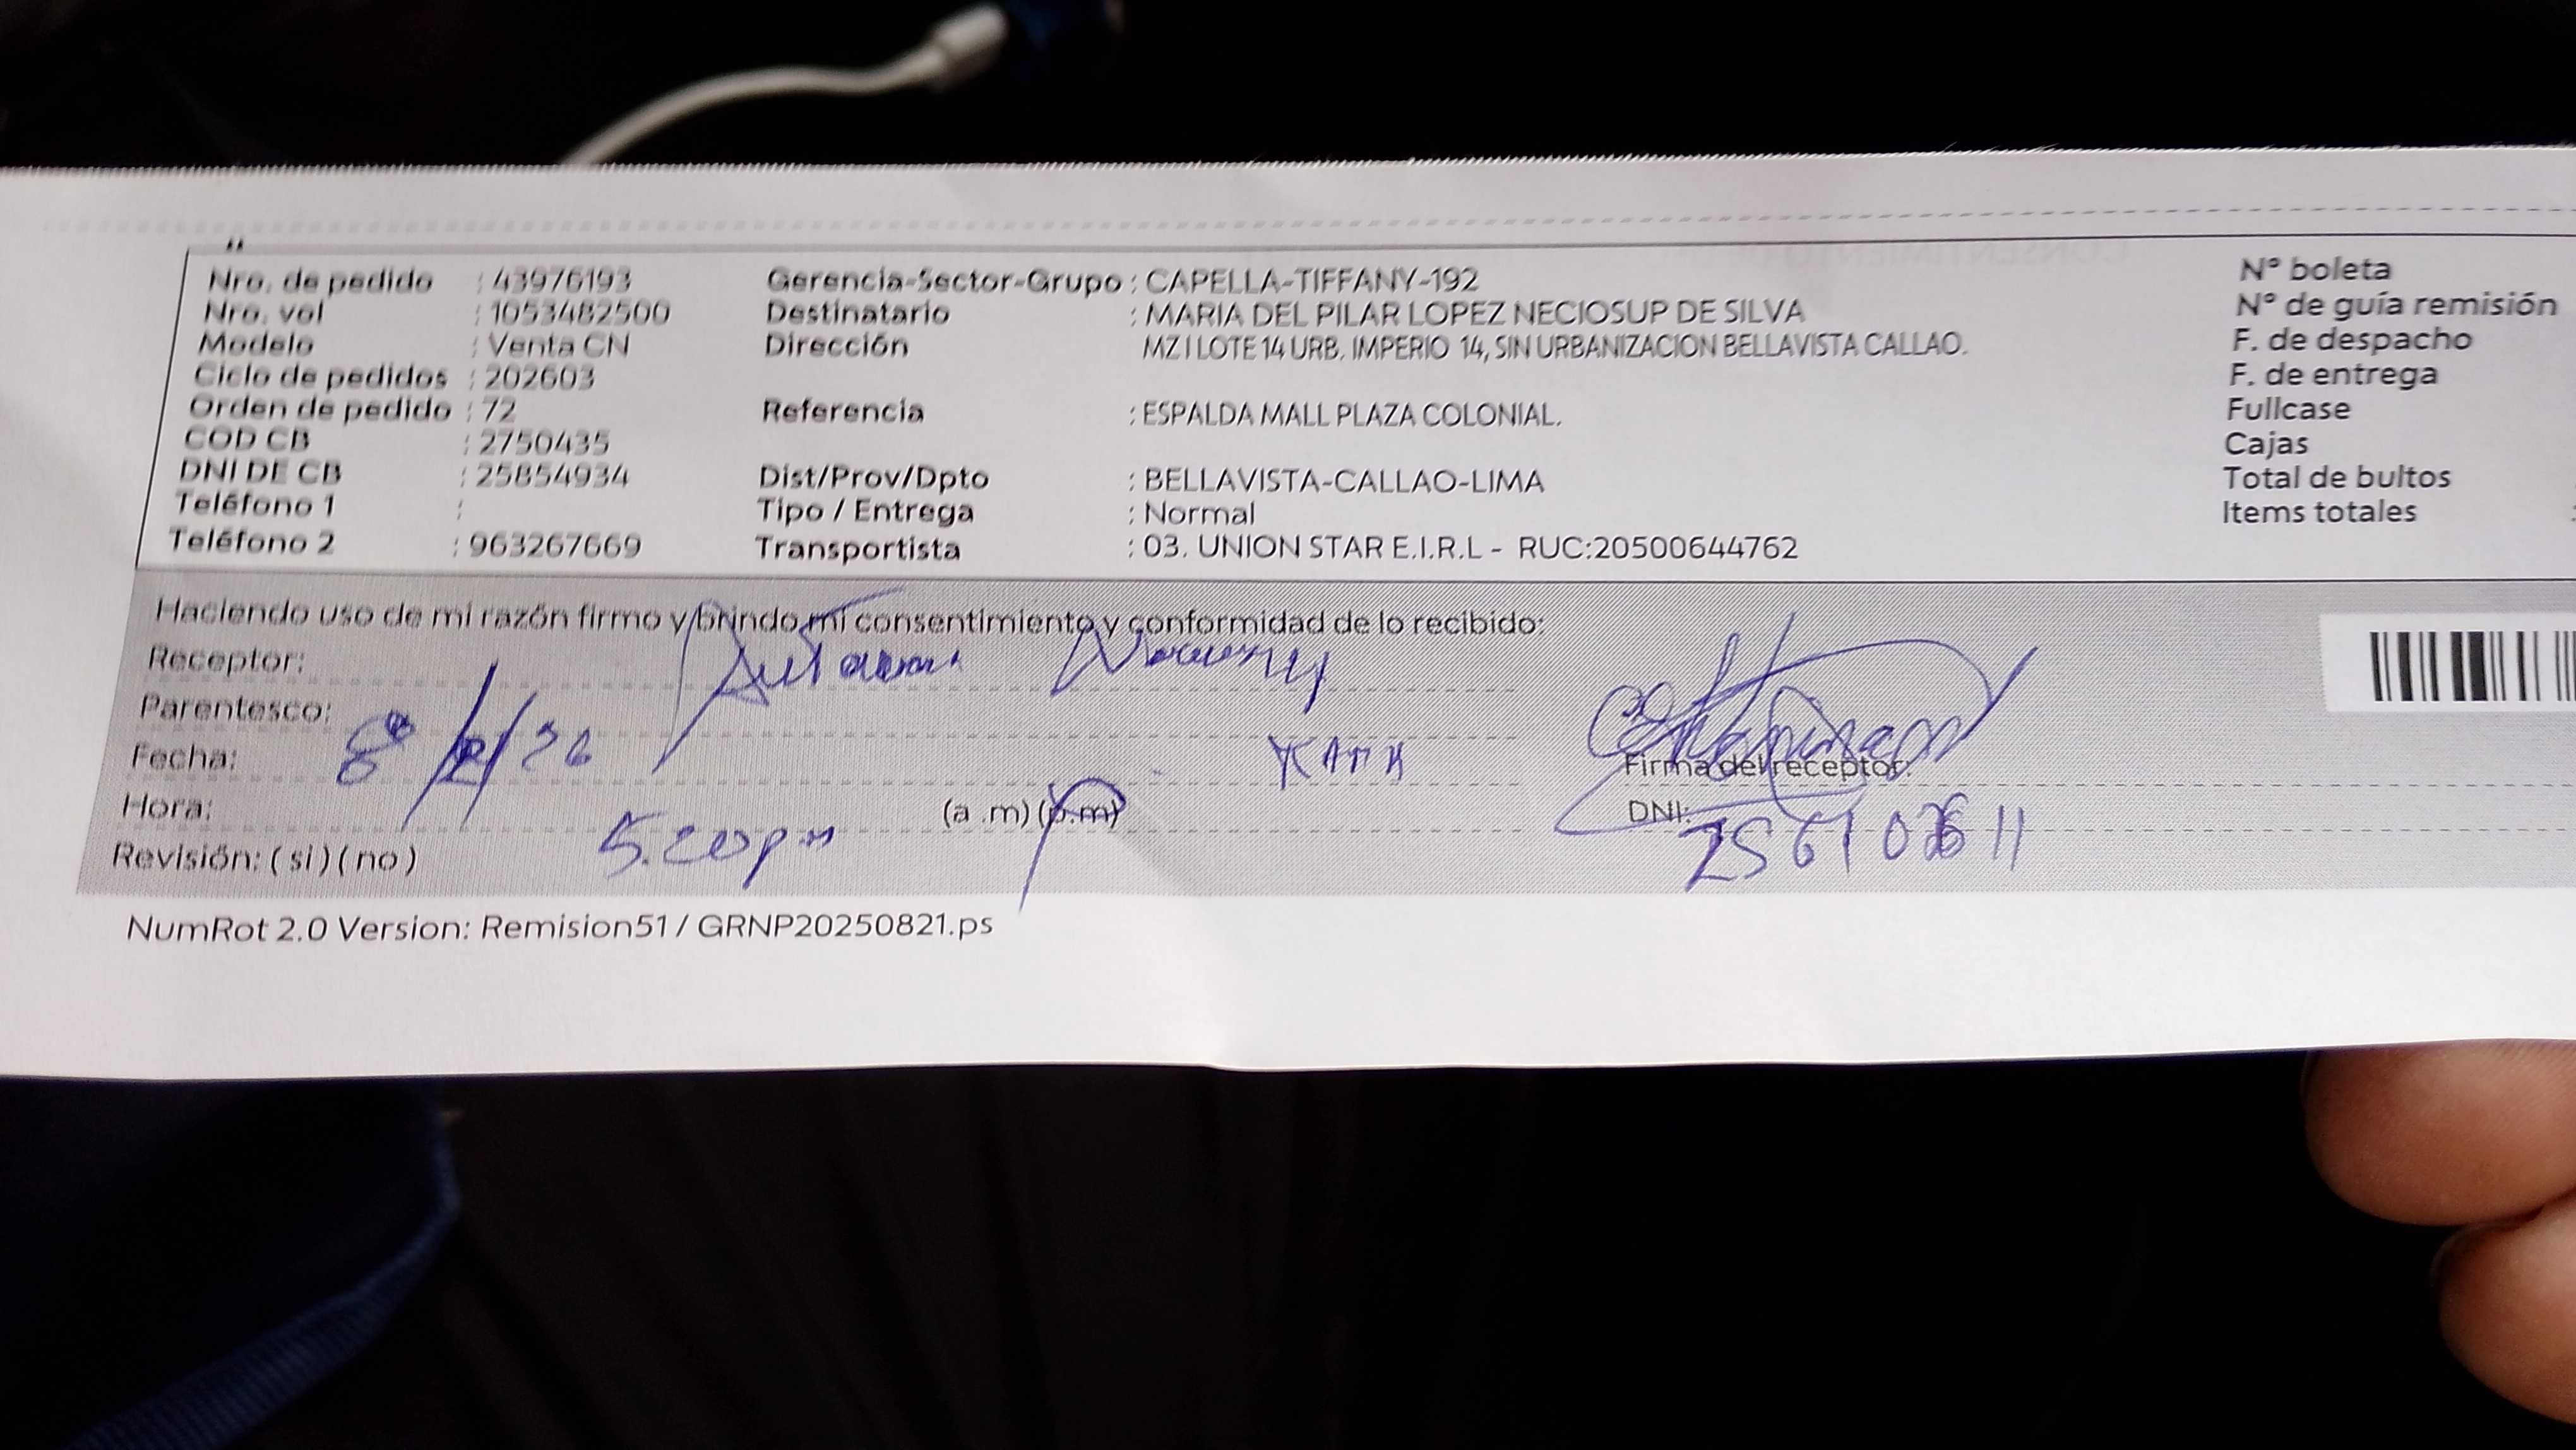 Nro. de pedido : 43976193 Gerencia-Sector-Grupo : CAPELLA-TIFFANY-192 N° boleta
Nro. vol : 1053482500 Destinatario : MARIA DEL PILAR LOPEZ NECIOSUP DE SILVA N° de guía remisión
Modelo : Venta CN Dirección MZ I LOTE 14 URB. IMPERIO 14, SIN URBANIZACION BELLAVISTA CALLAO. F. de despacho
Ciclo de pedidos : 202603 F. de entrega
Orden de pedido : 72 Referencia : ESPALDA MALL PLAZA COLONIAL. Fullcase
COD CB : 2750435 Cajas
DNI DE CB : 25854934 Dist/Prov/Dpto : BELLAVISTA-CALLAO-LIMA Total de bultos
Teléfono 1 : Tipo / Entrega : Normal Items totales
Teléfono 2 : 963267669 Transportista : 03. UNION STAR E.I.R.L - RUC:20500644762
Haciendo uso de mi razón firmo y brindo mi consentimiento y conformidad de lo recibido:
Receptor:
Parentesco:
Fecha: 8/2/26 Firma del receptor:
Hora: 5.20pm (a .m) (p.m) DNI:
Revisión: ( si ) ( no )
NumRot 2.0 Version: Remision51 / GRNP20250821.ps